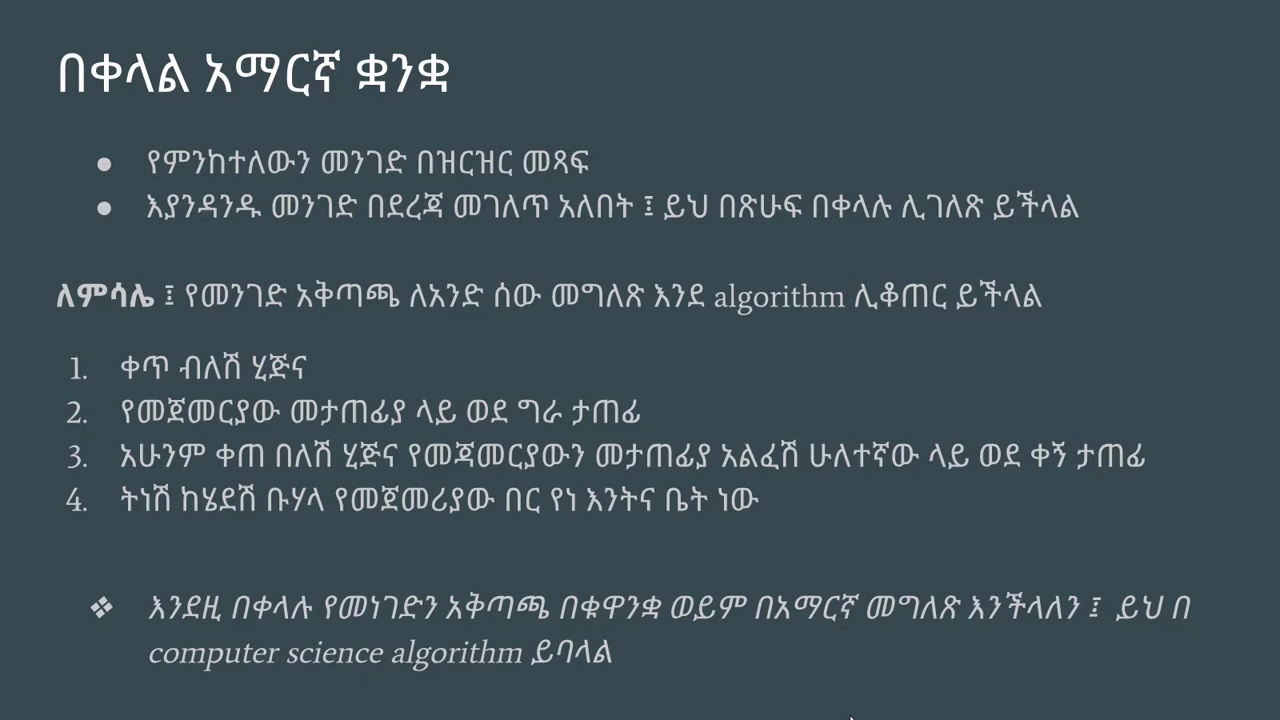 በቀላል አማርኛ ቋንቋ
● የምንከተለውን መንገድ በዝርዝር መጻፍ
● እያንዳንዱ መንገድ በደረጃ መገለጥ አለበት ፤ ይህ በጽሁፍ በቀላሉ ሊገለጽ ይችላል
ለምሳሌ ፤ የመንገድ አቅጣጫ ለአንድ ሰው መግለጽ እንደ algorithm ሊቆጠር ይችላል
1. ቀጥ ብለሽ ሂጅና
2. የመጀመርያው መታጠፊያ ላይ ወደ ግራ ታጠፊ
3. አሁንም ቀጠ በለሽ ሂጅና የመጃመርያውን መታጠፊያ አልፈሽ ሁለተኛው ላይ ወደ ቀኝ ታጠፊ
4. ትነሽ ከሄደሽ ቡሃላ የመጀመሪያው በር የነ እንትና ቤት ነው
❖ እንደዚ በቀላሉ የመነገድን አቅጣጫ በቁዋንቋ ወይም በአማርኛ መግለጽ እንችላለን ፤ ይህ በ
computer science algorithm ይባላል